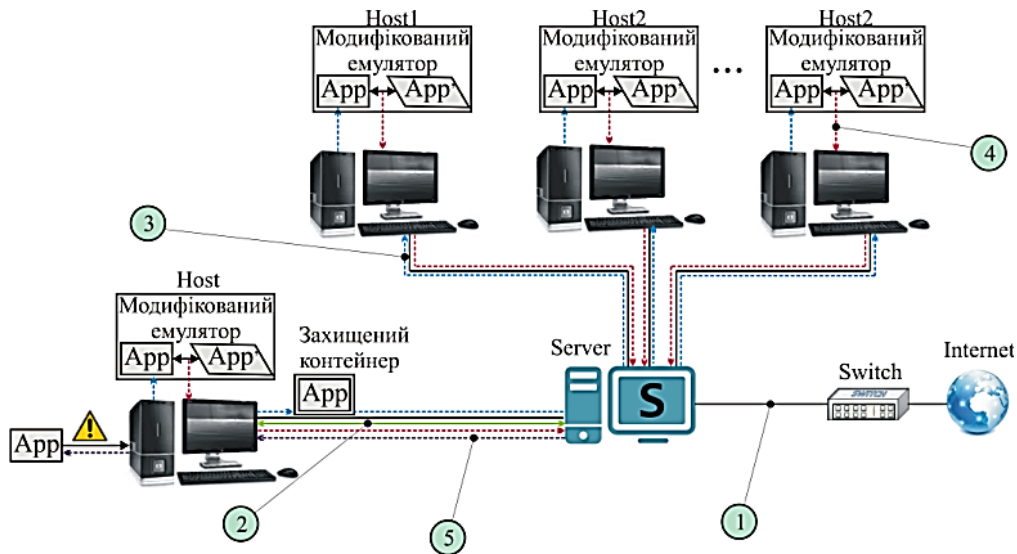 Host1
Модифікований
емулятор
App
App'
Host2
Модифікований
емулятор
App
App'
...
Host2
Модифікований
емулятор
App
App'
4
3
Host
Модифікований
емулятор
App
App'
Захищений
контейнер
App
Server
S
Switch
SWITCH
Internet
App
2
5
1